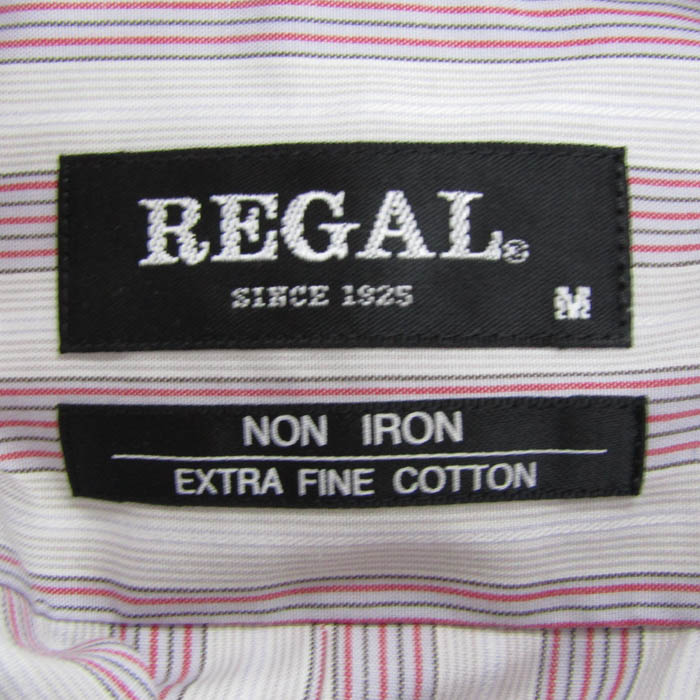 REGAL®
SINCE 1925 M
NON IRON
EXTRA FINE COTTON